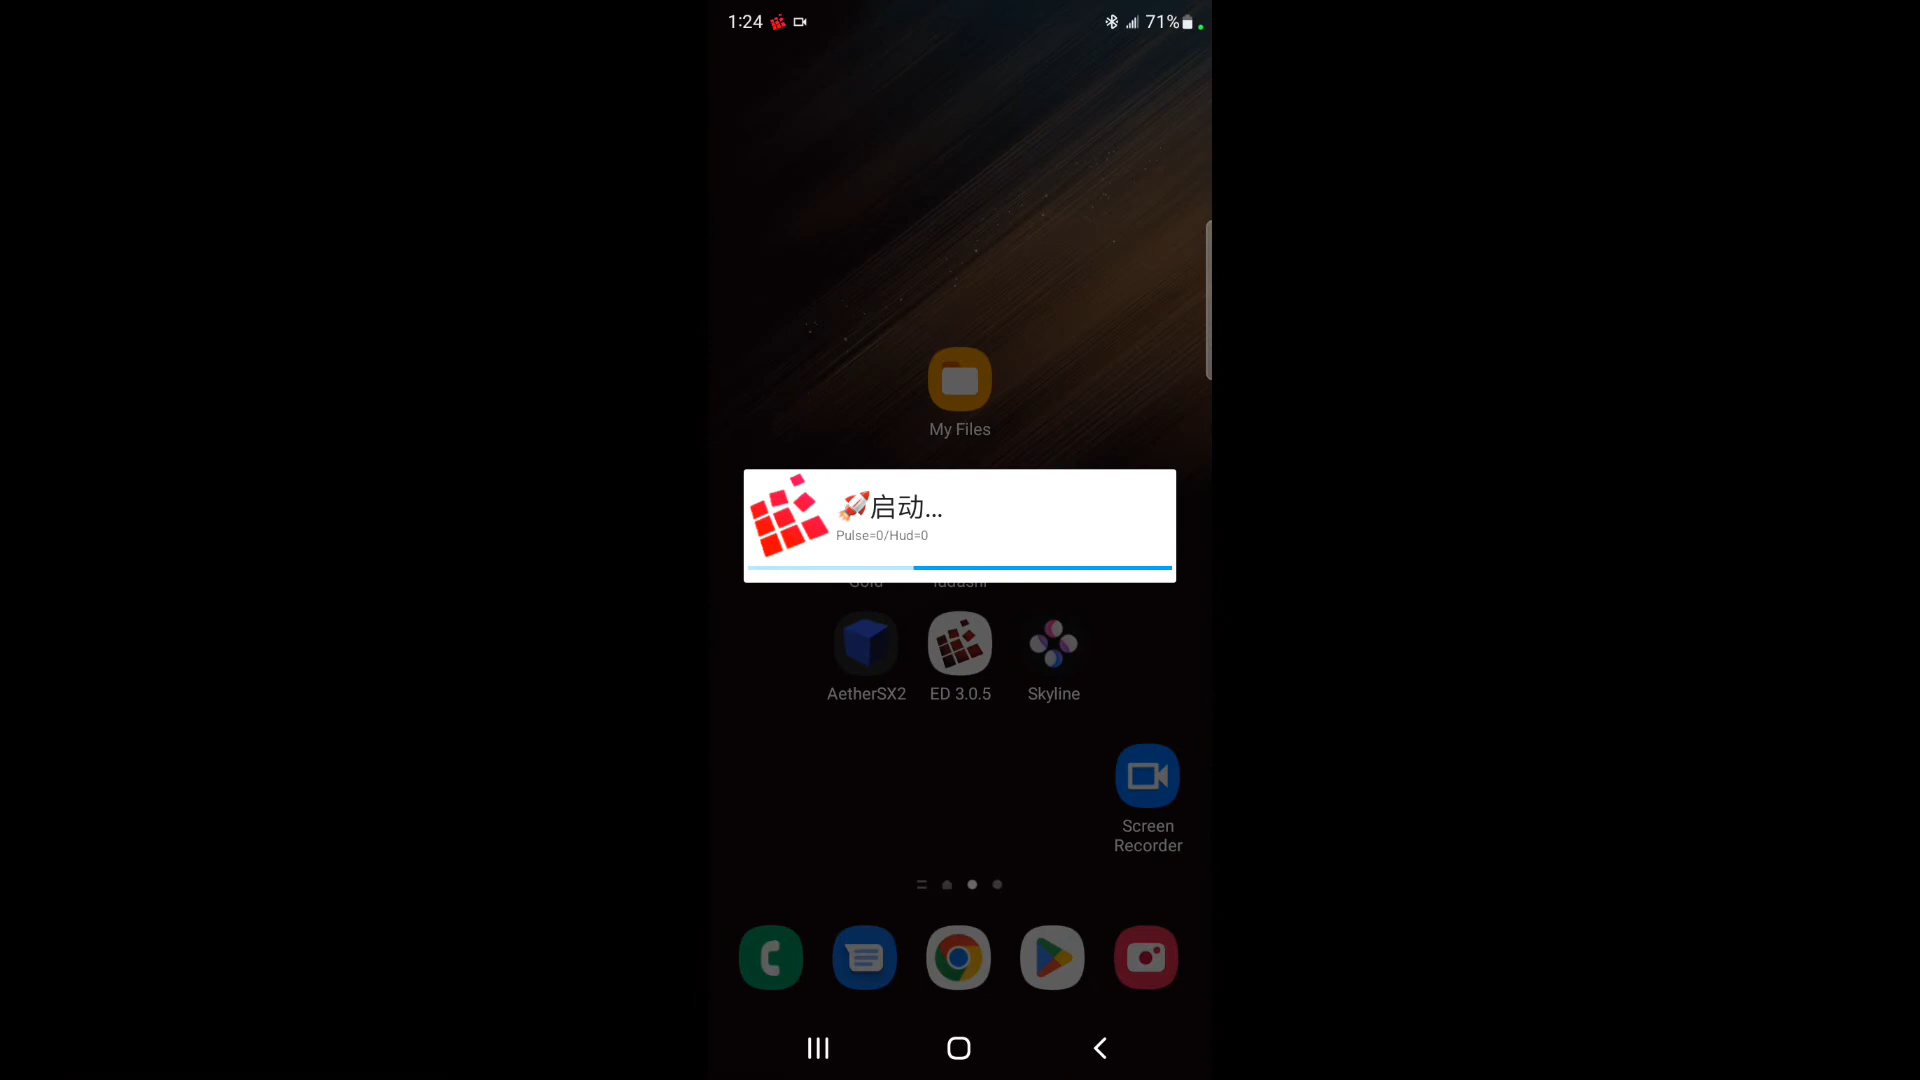 1:24
71%
My Files
🚀启动...
Pulse=0/Hud=0
AetherSX2
ED 3.0.5
Skyline
Screen
Recorder